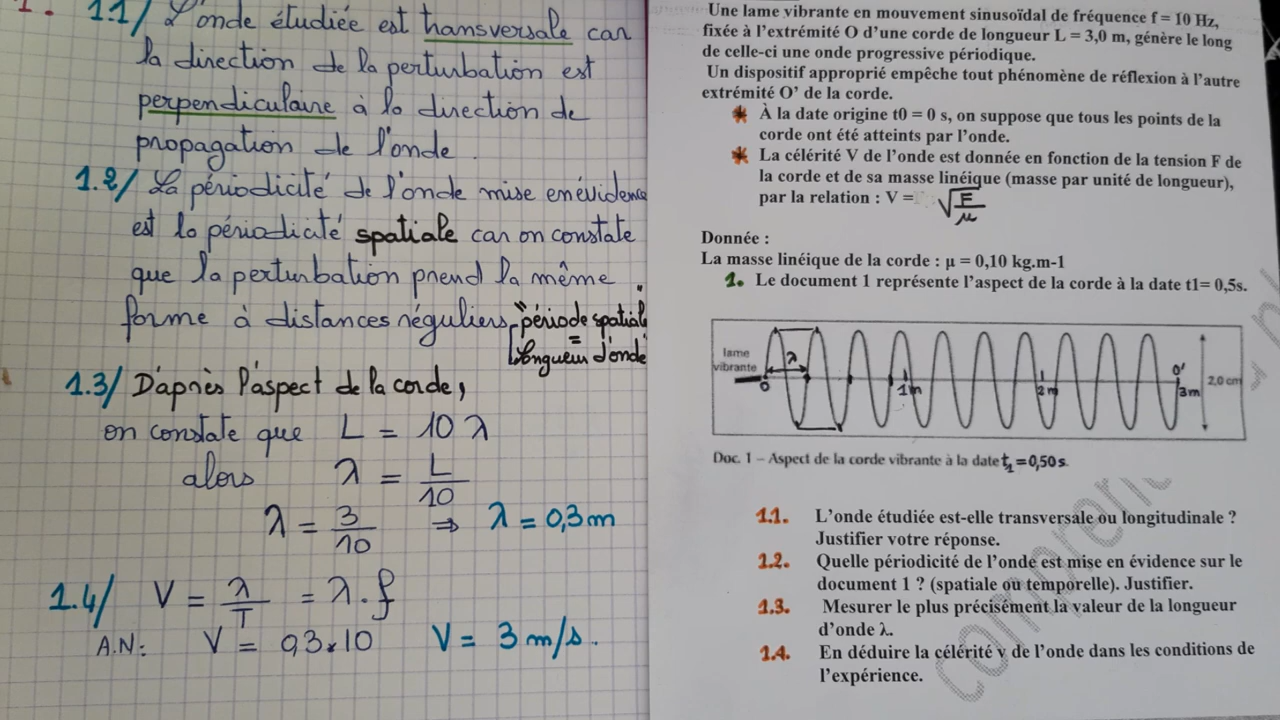 1. 1.1/ L'onde étudiée est transversale car
la direction de la perturbation est
perpendiculaire à la direction de
propagation de l'onde.
1.2/ La périodicité de l'onde mise en évidence
est la périodicité spatiale car on constate
que la perturbation prend la même
forme à distances réguliers
"période spatiale"
=
longueur d'onde
1.3/ D'après l'aspect de la corde,
on constate que L = 10 λ
alors λ = L/10
λ = 3/10 ⇒ λ = 0,3 m
1.4/ V = λ/T = λ.f
A.N: V = 0,3 × 10 V = 3 m/s.
Une lame vibrante en mouvement sinusoïdal de fréquence f = 10 Hz,
fixée à l'extrémité O d'une corde de longueur L = 3,0 m, génère le long
de celle-ci une onde progressive périodique.
Un dispositif approprié empêche tout phénomène de réflexion à l'autre
extrémité O' de la corde.
À la date origine t0 = 0 s, on suppose que tous les points de la
corde ont été atteints par l'onde.
La célérité V de l'onde est donnée en fonction de la tension F de
la corde et de sa masse linéique (masse par unité de longueur),
par la relation : V = √F/μ
Donnée :
La masse linéique de la corde : μ = 0,10 kg.m-1
1. Le document 1 représente l'aspect de la corde à la date t1= 0,5s.
lame
vibrante
λ
O
1m
2m
O'
3m
2,0 cm
Doc. 1 – Aspect de la corde vibrante à la date t1 = 0,50 s.
1.1. L'onde étudiée est-elle transversale ou longitudinale ?
Justifier votre réponse.
1.2. Quelle périodicité de l'onde est mise en évidence sur le
document 1 ? (spatiale ou temporelle). Justifier.
1.3. Mesurer le plus précisément la valeur de la longueur
d'onde λ.
1.4. En déduire la célérité v de l'onde dans les conditions de
l'expérience.